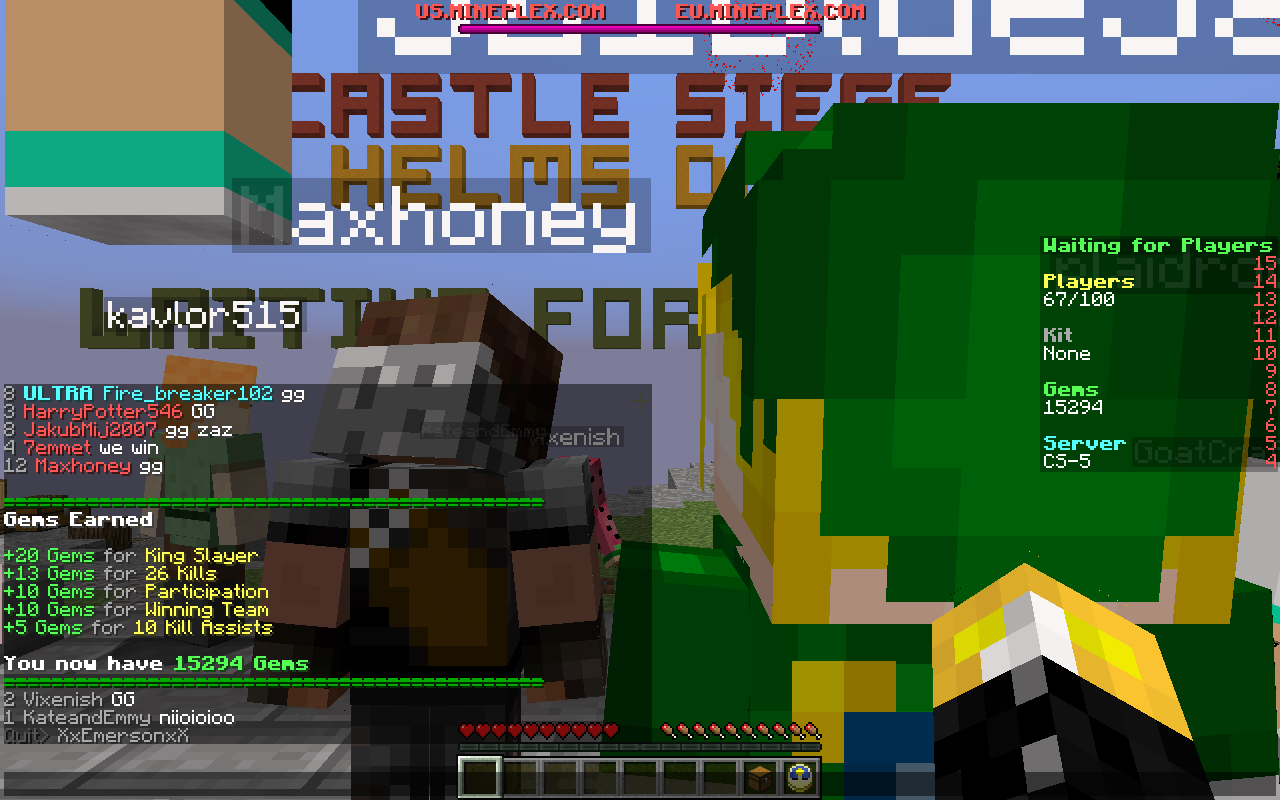 US.MINEPLEX.COM EU.MINEPLEX.COM
CASTLE SIEGE
HELMS
Maxhoney
kavlor515
WAITING FOR
Vixenish
KateandEmmy
Waiting for Players
15
Players 14
67/100 13
12
Kit 11
None 10
9
Gems 8
15294 7
6
Server 5
CS-5 4
8 ULTRA Fire_breaker102 gg
3 HarryPotter546 GG
8 JakubMij2007 gg zaz
4 7emmet we win
12 Maxhoney gg
Gems Earned
+20 Gems for King Slayer
+13 Gems for 26 Kills
+10 Gems for Participation
+10 Gems for Winning Team
+5 Gems for 10 Kill Assists
You now have 15294 Gems
2 Vixenish GG
1 KateandEmmy niioioioo
Quit> XxEmersonxX